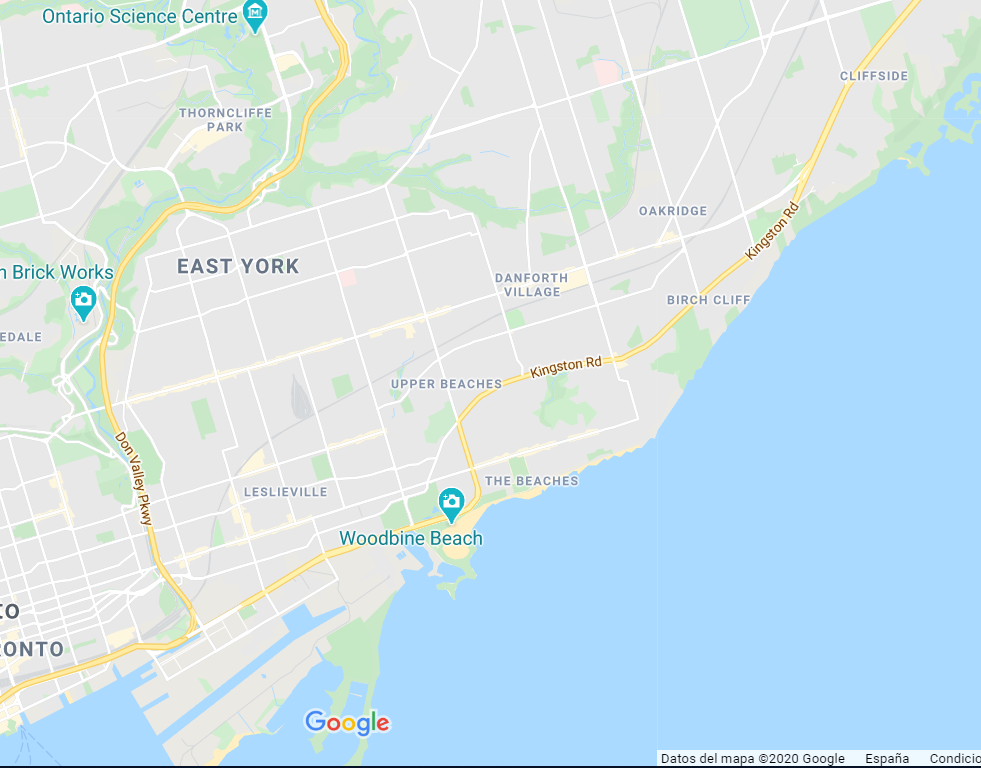 Ontario Science Centre
CLIFFSIDE
THORNCLIFFE
PARK
OAKRIDGE
Kingston Rd
EAST YORK
n Brick Works
DANFORTH
VILLAGE
BIRCH CLIFF
EDALE
Kingston Rd
UPPER BEACHES
Don Valley Pkwy
THE BEACHES
LESLIEVILLE
Woodbine Beach
TO
RONTO
Google
Datos del mapa ©2020 Google España Condicio